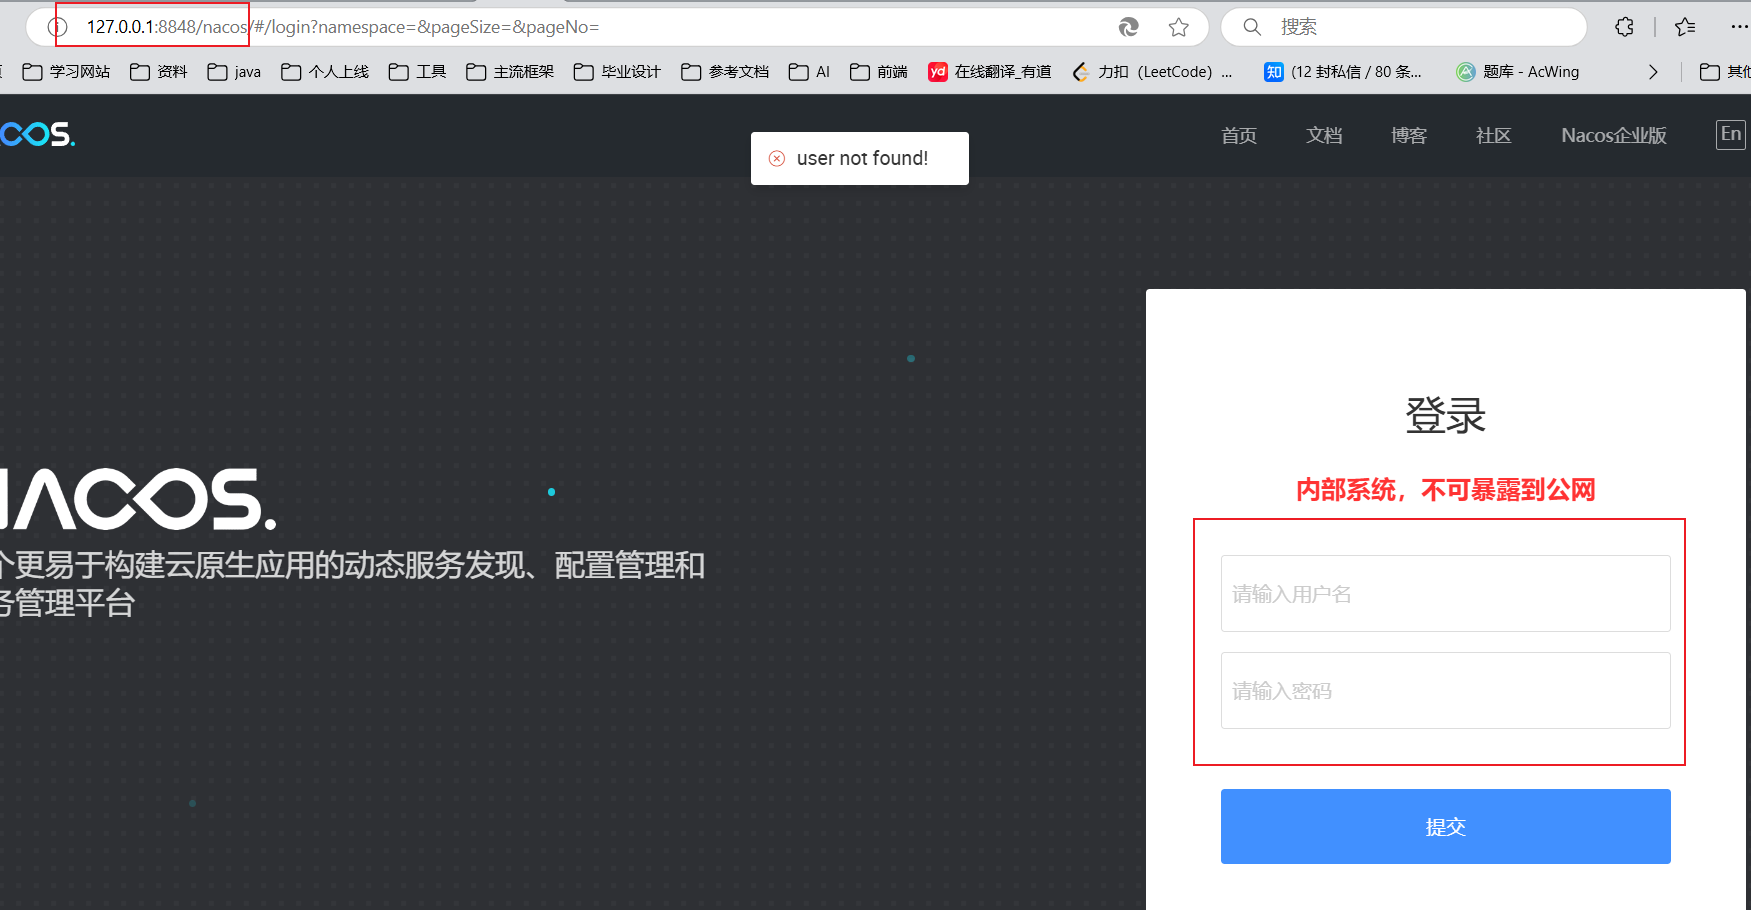 127.0.0.1:8848/nacos/#/login?namespace=&pageSize=&pageNo=
搜索
学习网站 资料 java 个人上线 工具 主流框架 毕业设计 参考文档 AI 前端 yd 在线翻译_有道 力扣（LeetCode）... 知 (12 封私信 / 80 条... 题库 - AcWing
COS.
user not found!
首页 文档 博客 社区 Nacos企业版 En
登录
内部系统，不可暴露到公网
NACOS.
个更易于构建云原生应用的动态服务发现、配置管理和
务管理平台
请输入用户名
请输入密码
提交